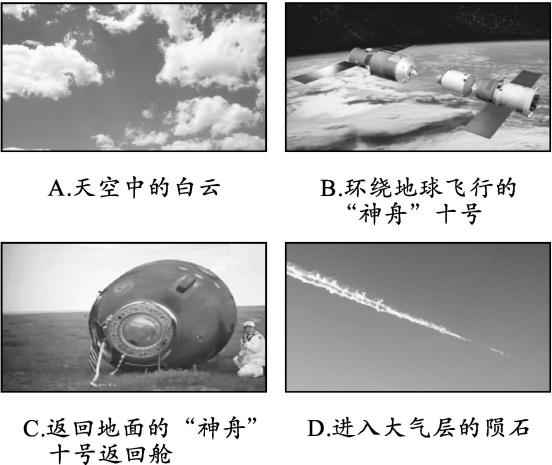 A.天空中的白云
B.环绕地球飞行的
“神舟”十号
C.返回地面的“神舟”
十号返回舱
D.进入大气层的陨石